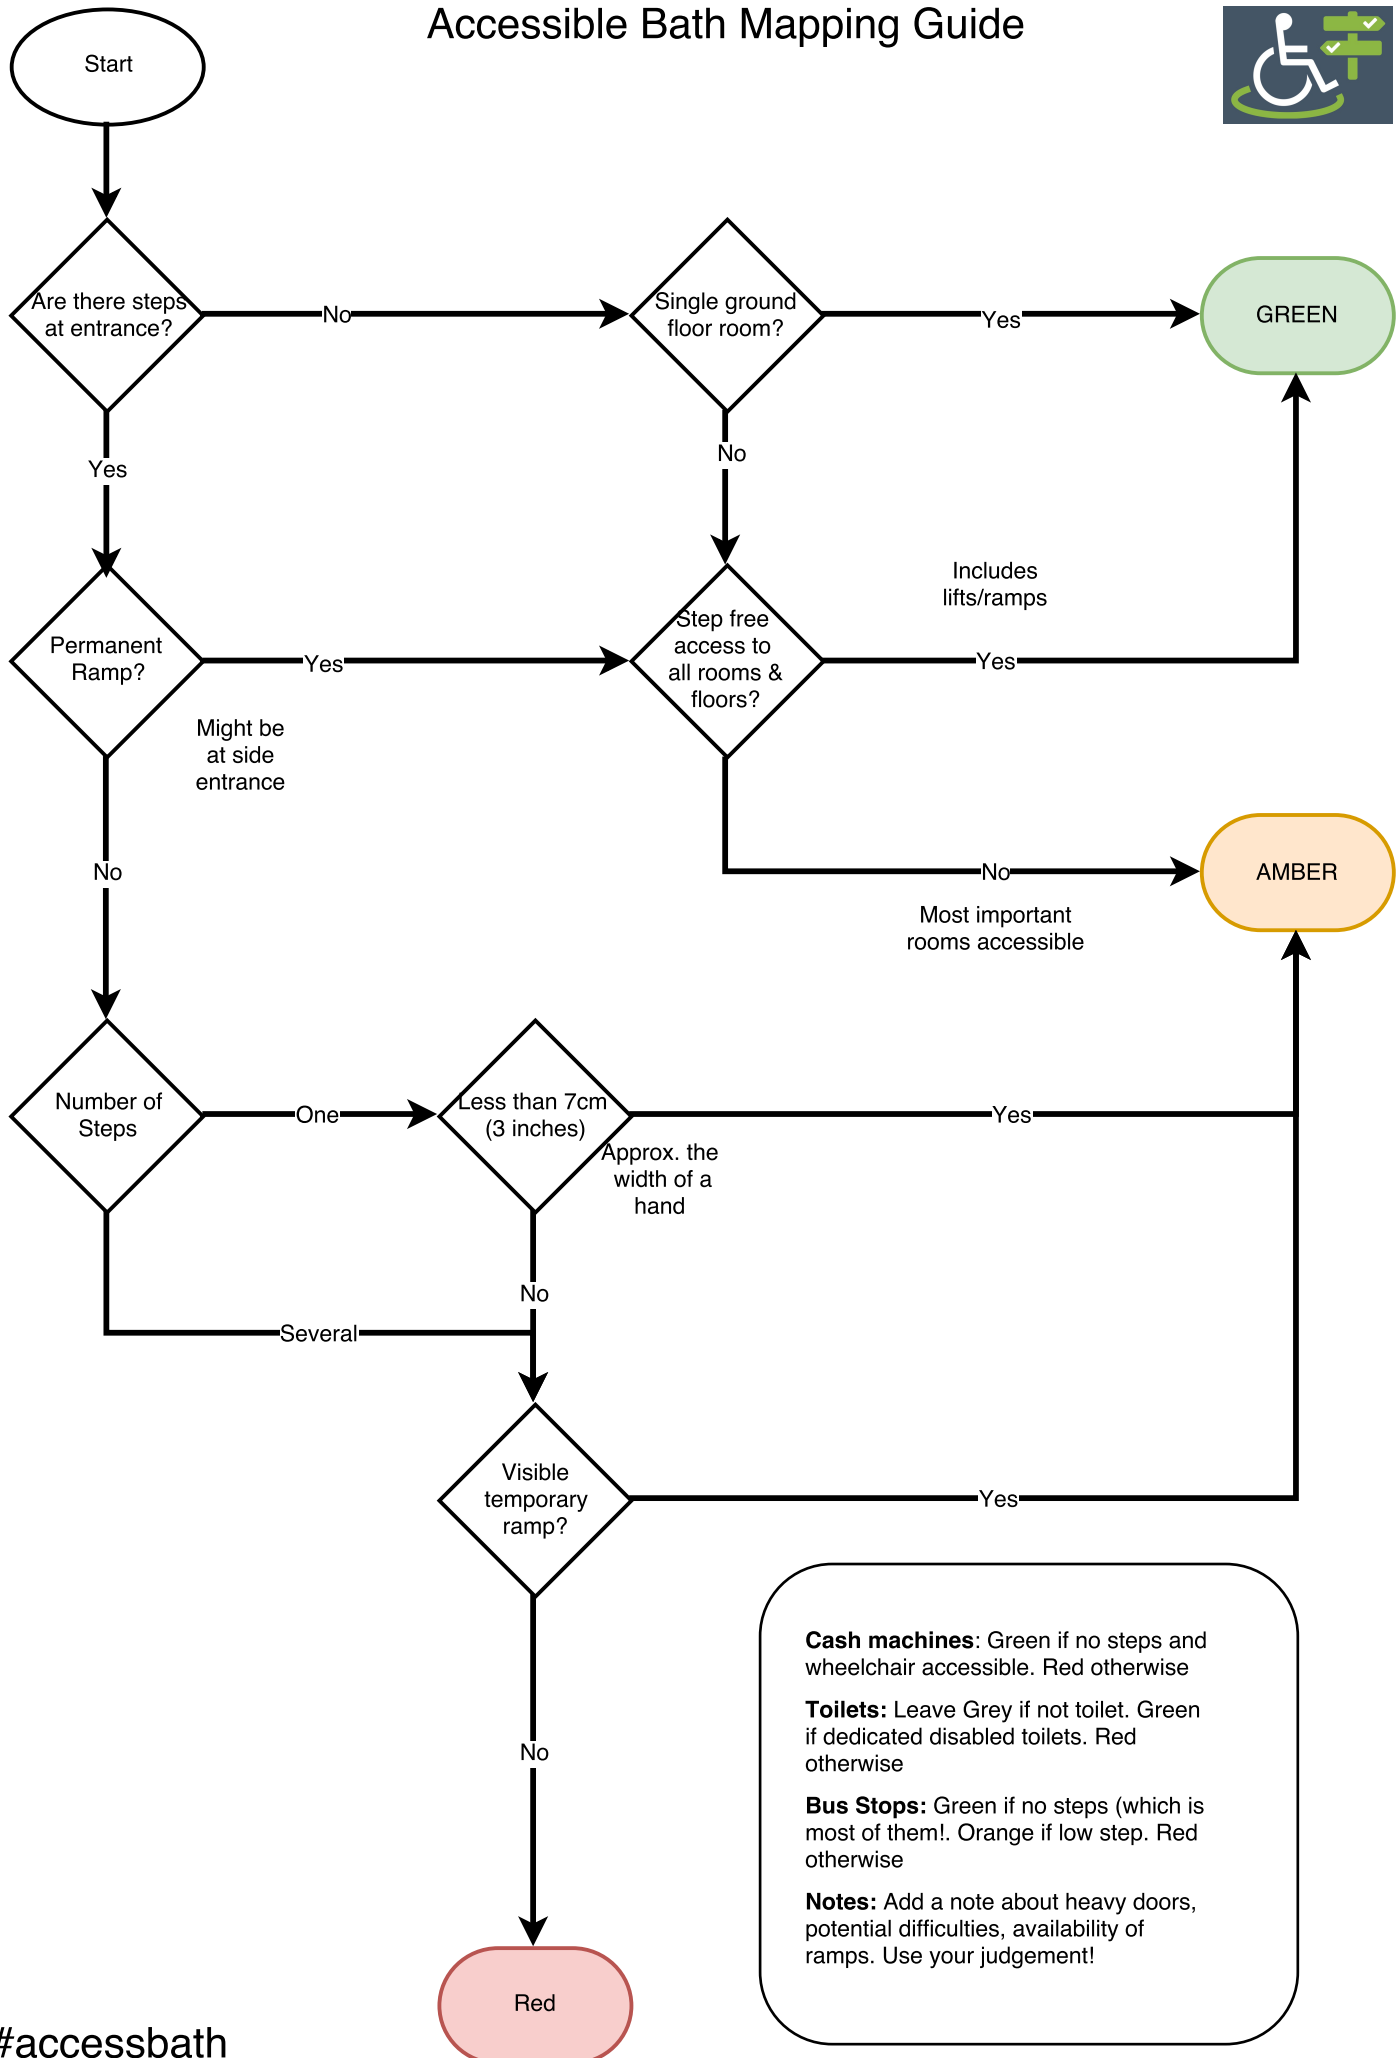 Accessible Bath Mapping Guide
Start
Are there steps
at entrance?
No
Single ground
floor room?
Yes
GREEN
Yes
No
Includes
lifts/ramps
Permanent
Ramp?
Yes
Step free
access to
all rooms &
floors?
Yes
Might be
at side
entrance
No
No
AMBER
Most important
rooms accessible
Number of
Steps
One
Less than 7cm
(3 inches)
Yes
Approx. the
width of a
hand
No
Several
Visible
temporary
ramp?
Yes
No
Cash machines: Green if no steps and
wheelchair accessible. Red otherwise
Toilets: Leave Grey if not toilet. Green
if dedicated disabled toilets. Red
otherwise
Bus Stops: Green if no steps (which is
most of them!. Orange if low step. Red
otherwise
Notes: Add a note about heavy doors,
potential difficulties, availability of
ramps. Use your judgement!
Red
#accessbath